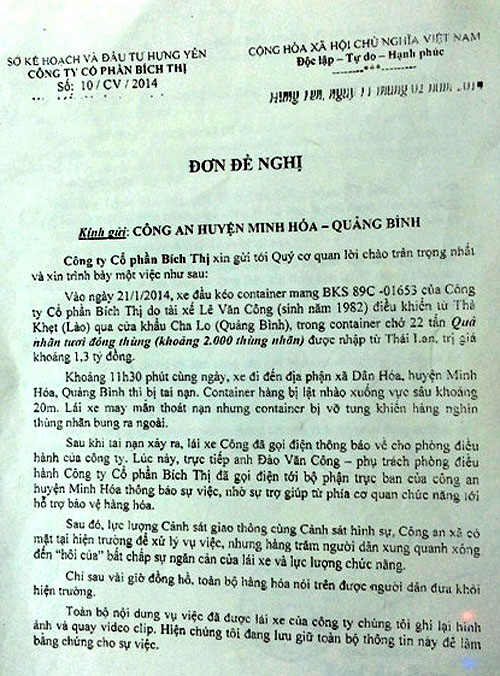 SỞ KẾ HOẠCH VÀ ĐẦU TƯ HƯNG YÊN
CÔNG TY CỔ PHẦN BÍCH THỊ
Số: 10 / CV / 2014
CỘNG HÒA XÃ HỘI CHỦ NGHĨA VIỆT NAM
Độc lập – Tự do – Hạnh phúc
--------***--------
Hưng Yên, ngày 11 tháng 02 năm 2014
ĐƠN ĐỀ NGHỊ
Kính gửi: CÔNG AN HUYỆN MINH HÓA – QUẢNG BÌNH
Công ty Cổ phần Bích Thị xin gửi tới Quý cơ quan lời chào trân trọng nhất
và xin trình bày một việc như sau:
Vào ngày 21/1/2014, xe đầu kéo container mang BKS 89C -01653 của Công
ty Cổ Phần Bích Thị do tài xế Lê Văn Công (sinh năm 1982) điều khiển từ Thà
Khẹt (Lào) qua cửa khẩu Cha Lo (Quảng Bình), trong container chở 22 tấn Quả
nhãn tươi đóng thùng (khoảng 2.000 thùng nhãn) được nhập từ Thái Lan, trị giá
khoảng 1,3 tỷ đồng.
Khoảng 11h30 phút cùng ngày, xe đi đến địa phận xã Dân Hóa, huyện Minh
Hóa, Quảng Bình thì bị tai nạn. Container hàng bị lật nhào xuống vực sâu khoảng
20m. Lái xe may mắn thoát nạn nhưng container bị vỡ tung khiến hàng nghìn
thùng nhãn bung ra ngoài.
Sau khi tai nạn xảy ra, lái xe Công đã gọi điện thông báo về cho phòng điều
hành của công ty. Lúc này, trực tiếp anh Đào Văn Công – phụ trách phòng điều
hành Công ty Cổ Phần Bích Thị đã gọi điện tới bộ phận trực ban của công an
huyện Minh Hóa thông báo sự việc, nhờ sự trợ giúp từ phía cơ quan chức năng tới
hỗ trợ bảo vệ hàng hóa.
Sau đó, lực lượng Cảnh sát giao thông cùng Cảnh sát hình sự, Công an xã có
mặt tại hiện trường để xử lý vụ việc, nhưng hàng trăm người dân xung quanh xông
đến “hôi của” bất chấp sự ngăn cản của lái xe và lực lượng chức năng.
Chỉ sau vài giờ đồng hồ, toàn bộ hàng hóa nói trên được người dân đưa khỏi
hiện trường.
Toàn bộ nội dung vụ việc đã được lái xe của công ty chúng tôi ghi lại hình
ảnh và quay video clip. Hiện chúng tôi đang lưu giữ toàn bộ thông tin này để làm
bằng chứng cho sự việc.